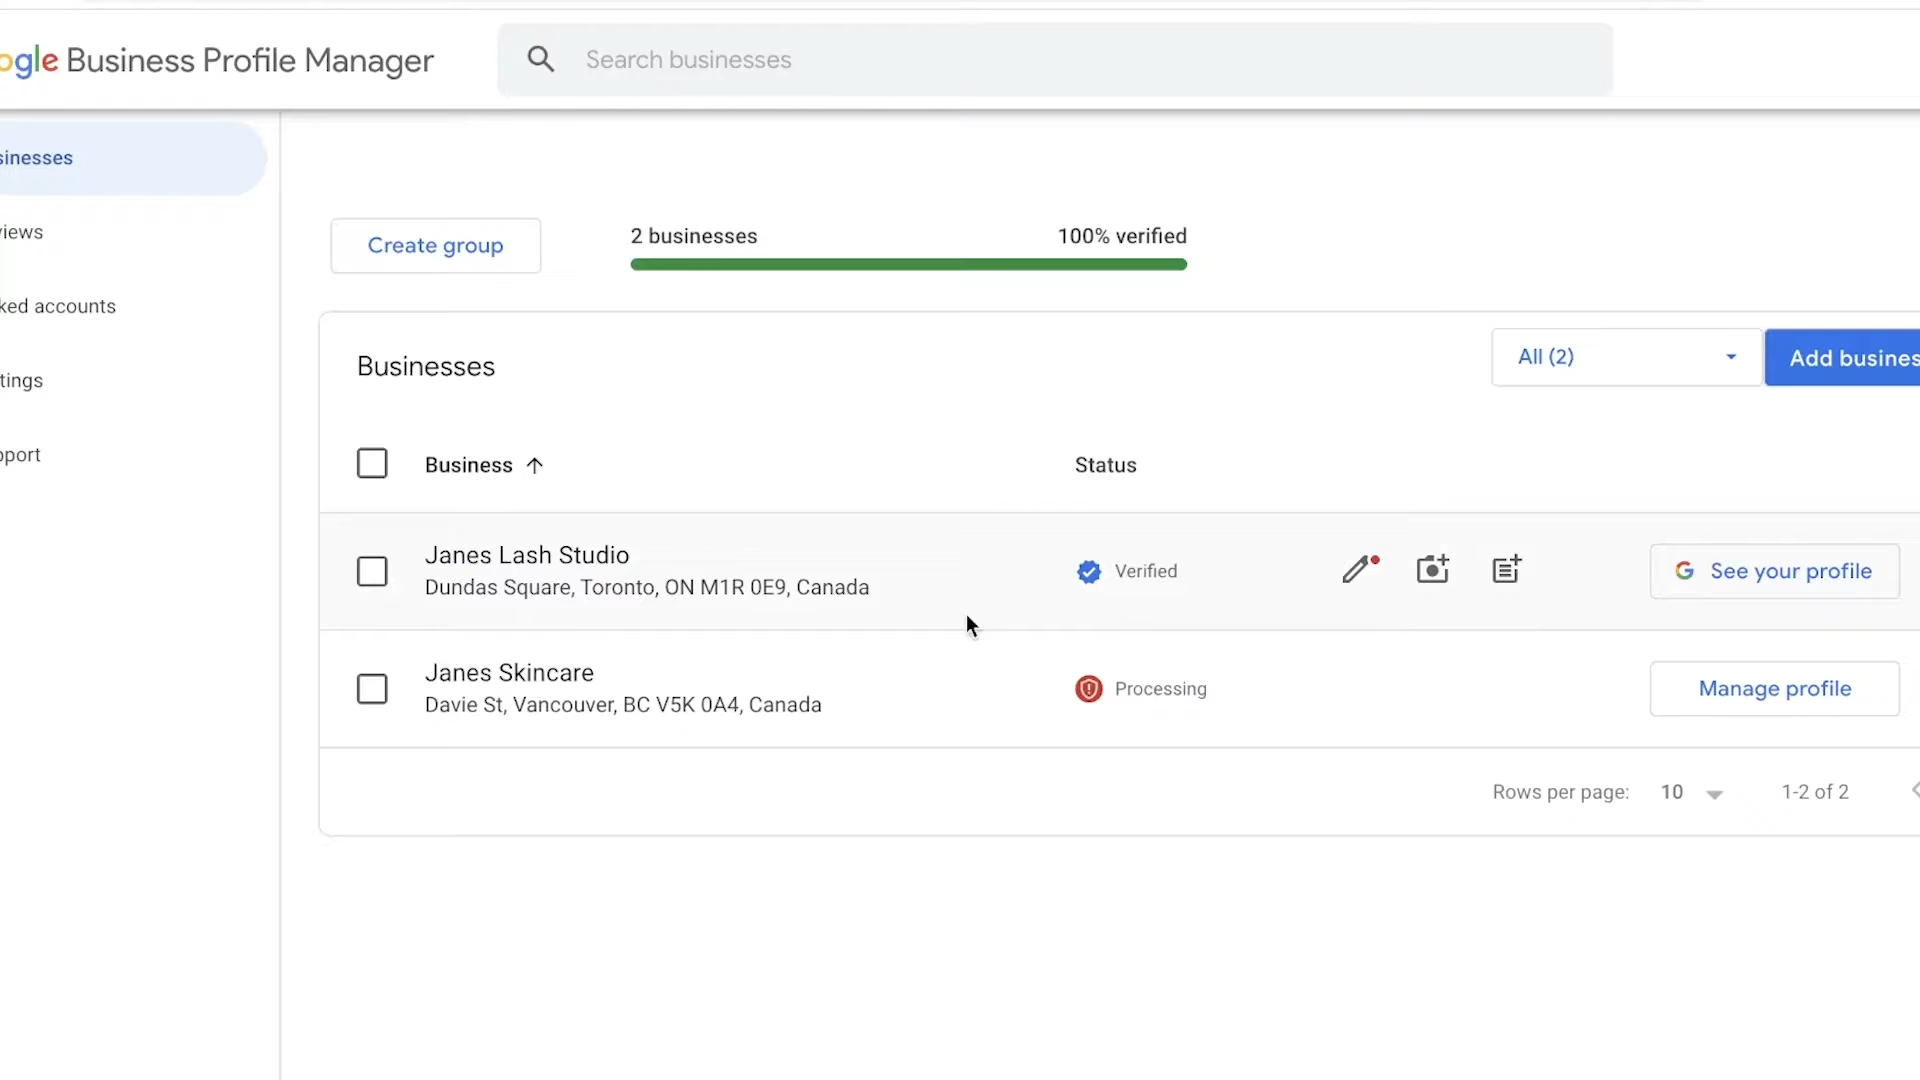 ogle Business Profile Manager
Search businesses
sinesses
views
ked accounts
tings
pport
Create group
2 businesses
100% verified
Businesses
All (2)
Add busines
Business
Status
Janes Lash Studio
Dundas Square, Toronto, ON M1R 0E9, Canada
Verified
See your profile
Janes Skincare
Davie St, Vancouver, BC V5K 0A4, Canada
Processing
Manage profile
Rows per page:
10
1-2 of 2